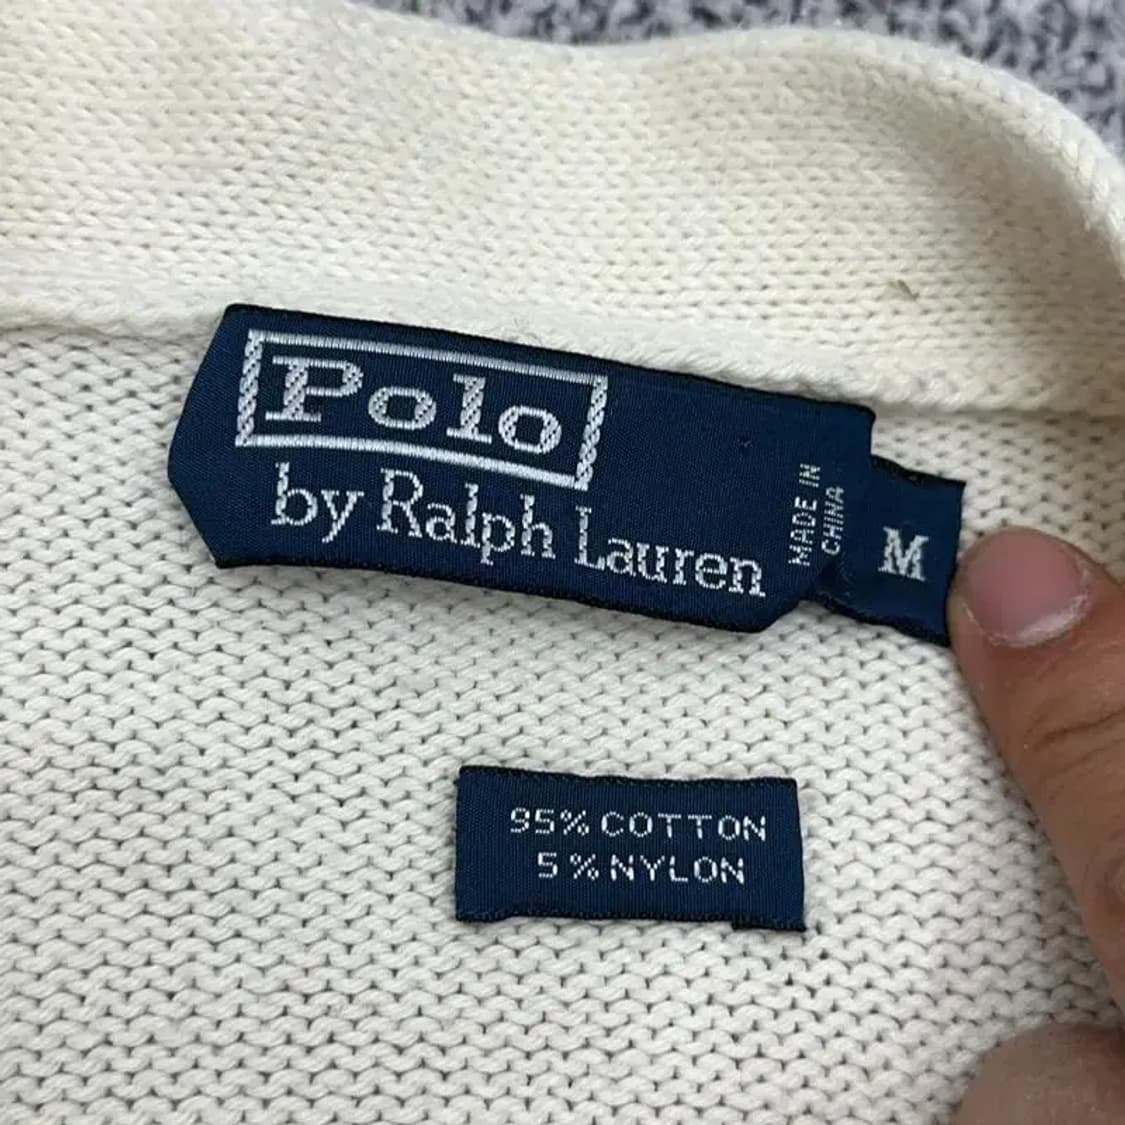 Polo
by Ralph Lauren
MADE IN
CHINA
M
95% COTTON
5% NYLON